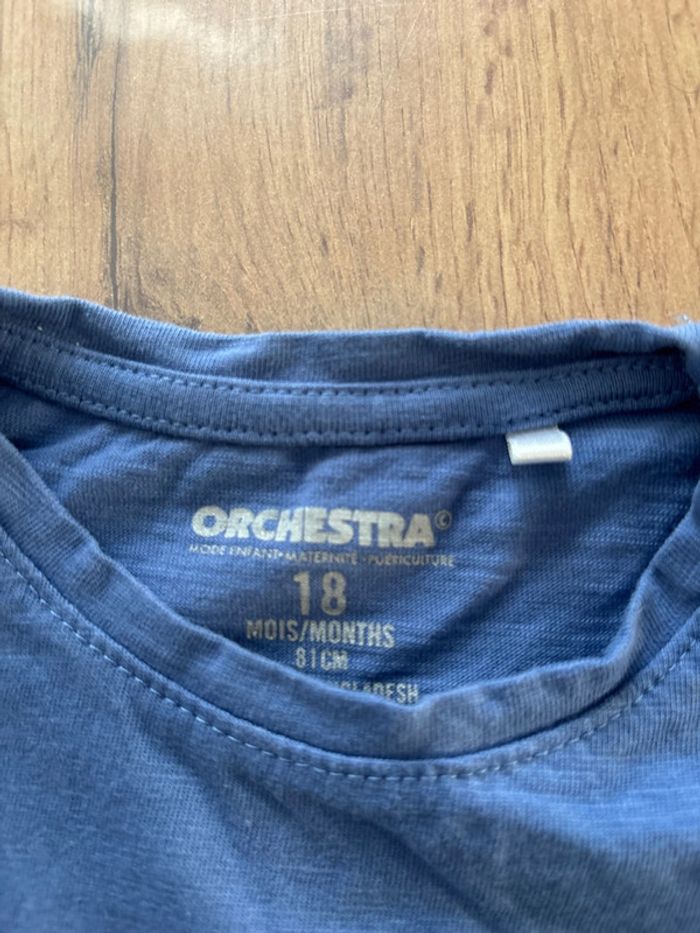 ORCHESTRA©
MODE ENFANT • MATERNITÉ • PUÉRICULTURE
18
MOIS/MONTHS
81CM